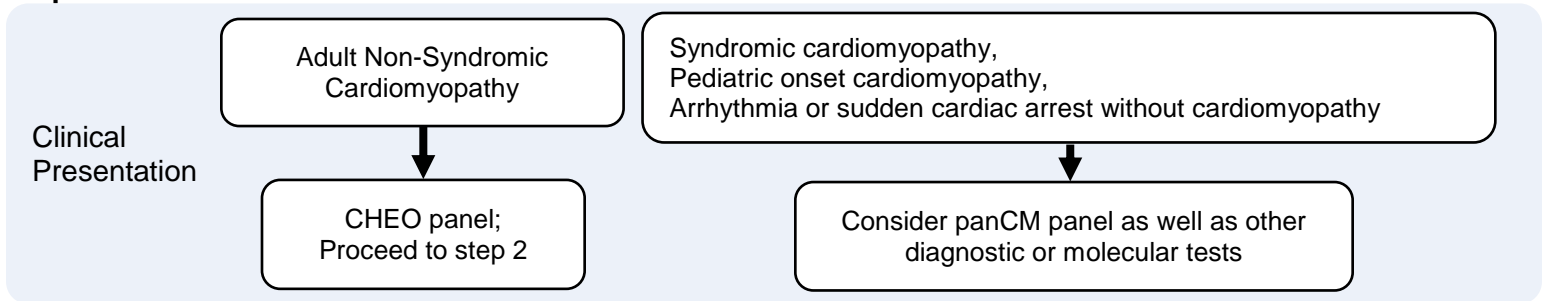 Adult Non-Syndromic
Cardiomyopathy
Syndromic cardiomyopathy,
Pediatric onset cardiomyopathy,
Arrhythmia or sudden cardiac arrest without cardiomyopathy
Clinical
Presentation
CHEO panel;
Proceed to step 2
Consider panCM panel as well as other
diagnostic or molecular tests